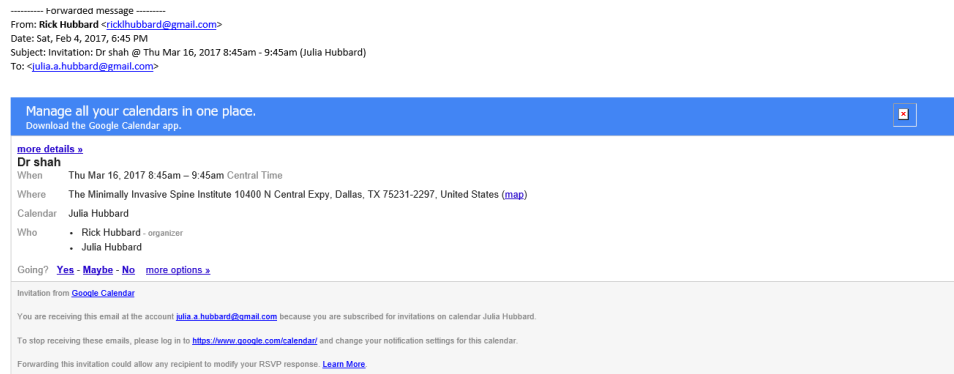 ---------- Forwarded message ---------
From: Rick Hubbard <ricklhubbard@gmail.com>
Date: Sat, Feb 4, 2017, 6:45 PM
Subject: Invitation: Dr shah @ Thu Mar 16, 2017 8:45am - 9:45am (Julia Hubbard)
To: <julia.a.hubbard@gmail.com>
Manage all your calendars in one place.
Download the Google Calendar app.
more details »
Dr shah
When Thu Mar 16, 2017 8:45am – 9:45am Central Time
Where The Minimally Invasive Spine Institute 10400 N Central Expy, Dallas, TX 75231-2297, United States (map)
Calendar Julia Hubbard
Who • Rick Hubbard - organizer
• Julia Hubbard
Going? Yes - Maybe - No more options »
Invitation from Google Calendar
You are receiving this email at the account julia.a.hubbard@gmail.com because you are subscribed for invitations on calendar Julia Hubbard.
To stop receiving these emails, please log in to https://www.google.com/calendar/ and change your notification settings for this calendar.
Forwarding this invitation could allow any recipient to modify your RSVP response. Learn More.